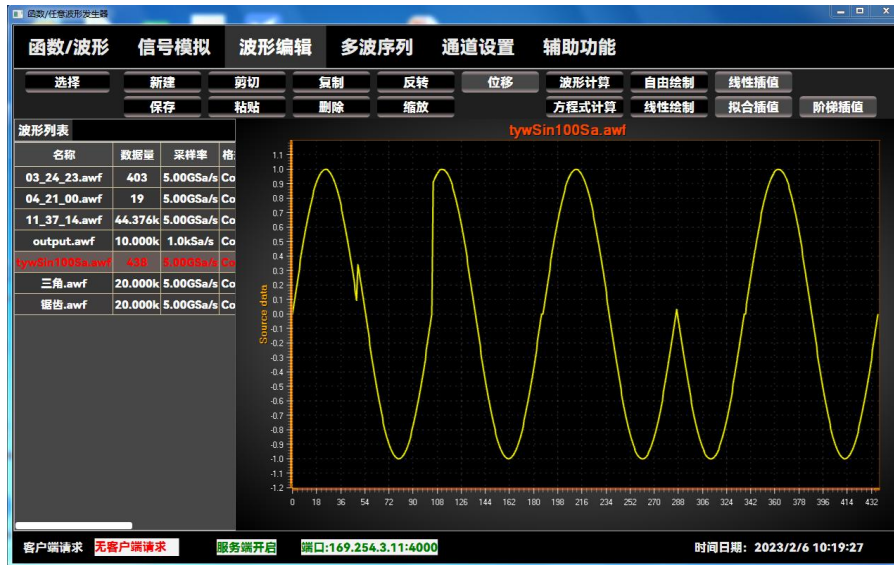 函数/任意波形发生器
函数/波形 信号模拟 波形编辑 多波序列 通道设置 辅助功能
选择 新建 剪切 复制 反转 位移 波形计算 自由绘制 线性插值
保存 粘贴 删除 缩放 方程式计算 线性绘制 拟合插值 阶梯插值
波形列表
tywSin100Sa.awf
名称 数据量 采样率 格
03_24_23.awf 403 5.00GSa/s Co
04_21_00.awf 19 5.00GSa/s Co
11_37_14.awf 44.376k 5.00GSa/s Co
output.awf 10.000k 1.0kSa/s Co
tywSin100Sa.awf 438 5.00GSa/s Co
三角.awf 20.000k 5.00GSa/s Co
锯齿.awf 20.000k 5.00GSa/s Co
Source data
1.1
1.0
0.9
0.8
0.7
0.6
0.5
0.4
0.3
0.2
0.1
0.0
-0.1
-0.2
-0.3
-0.4
-0.5
-0.6
-0.7
-0.8
-0.9
-1.0
-1.1
-1.2
0 18 36 54 72 90 108 126 144 162 180 198 216 234 252 270 288 306 324 342 360 378 396 414 432
客户端请求 无客户端请求 服务端开启 端口:169.254.3.11:4000 时间日期: 2023/2/6 10:19:27